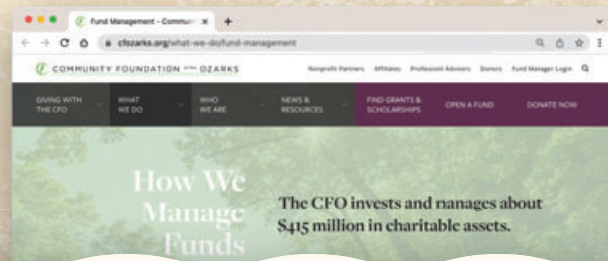 Fund Management - Commun
cfozarks.org/what-we-do/fund-management
COMMUNITY FOUNDATION of the OZARKS
Nonprofit Partners Affiliates Professional Advisors Donors Fund Manager Login
GIVING WITH THE CFO
WHAT WE DO
WHO WE ARE
NEWS & RESOURCES
FIND GRANTS & SCHOLARSHIPS
OPEN A FUND
DONATE NOW
How We
Manage
Funds
The CFO invests and manages about
$415 million in charitable assets.